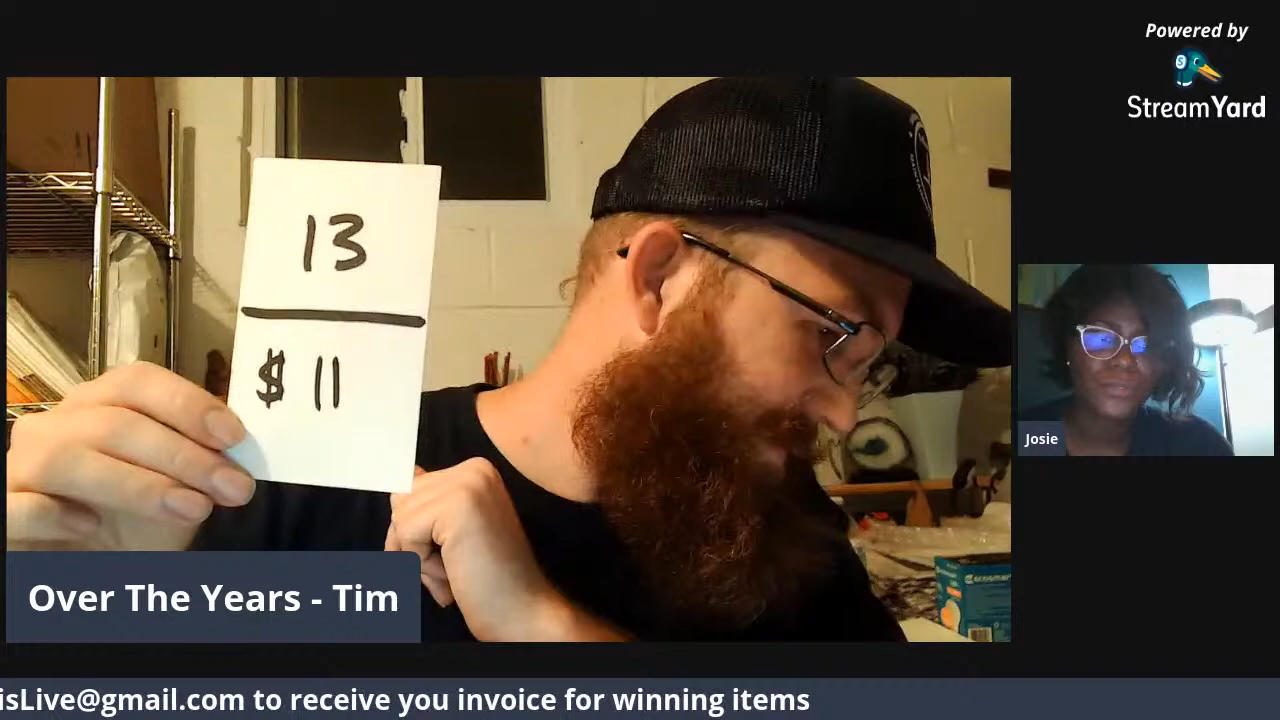 Powered by
StreamYard
13
$ 11
Josie
Over The Years - Tim
isLive@gmail.com to receive you invoice for winning items